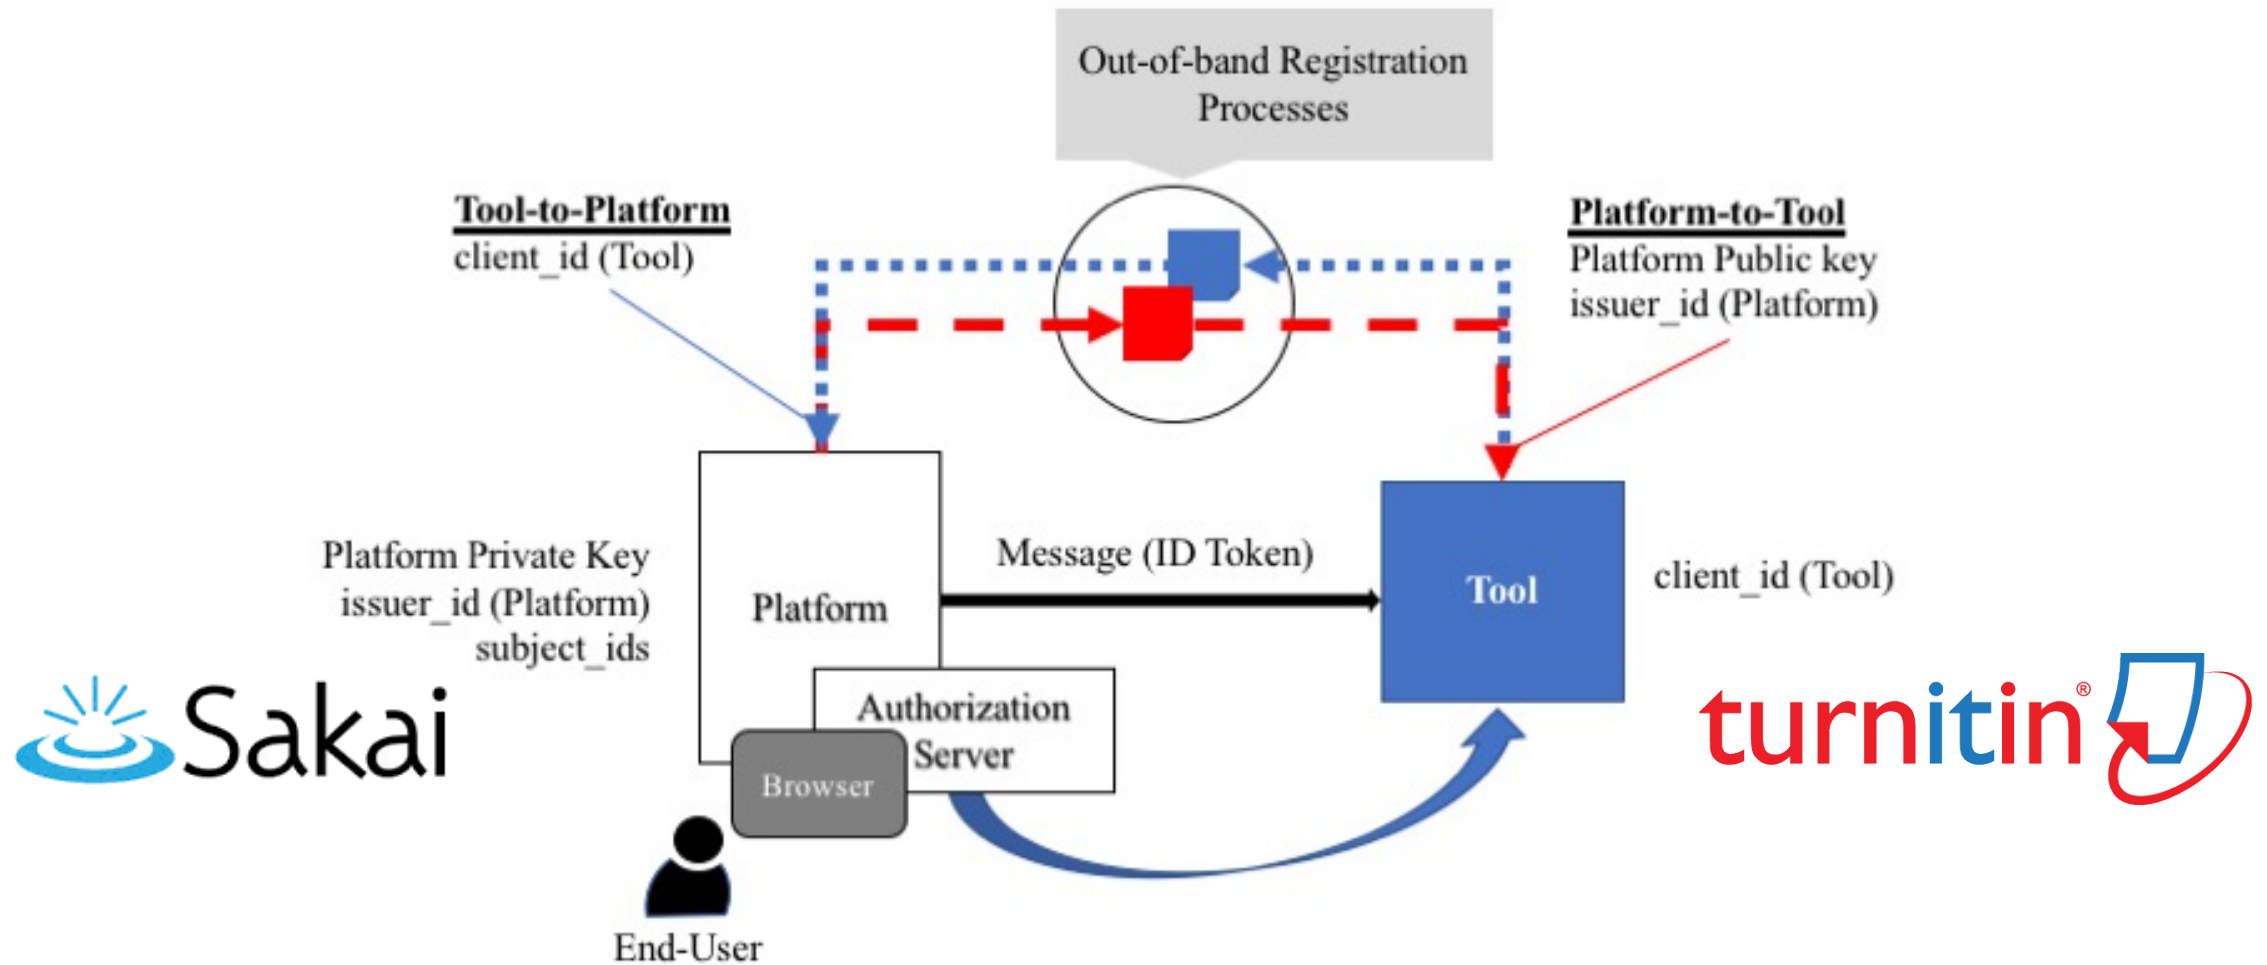 Out-of-band Registration
Processes
Tool-to-Platform
client_id (Tool)
Platform-to-Tool
Platform Public key
issuer_id (Platform)
Platform Private Key
issuer_id (Platform)
subject_ids
Platform
Message (ID Token)
Tool
client_id (Tool)
Authorization
Server
Browser
End-User
Sakai
turnitin®